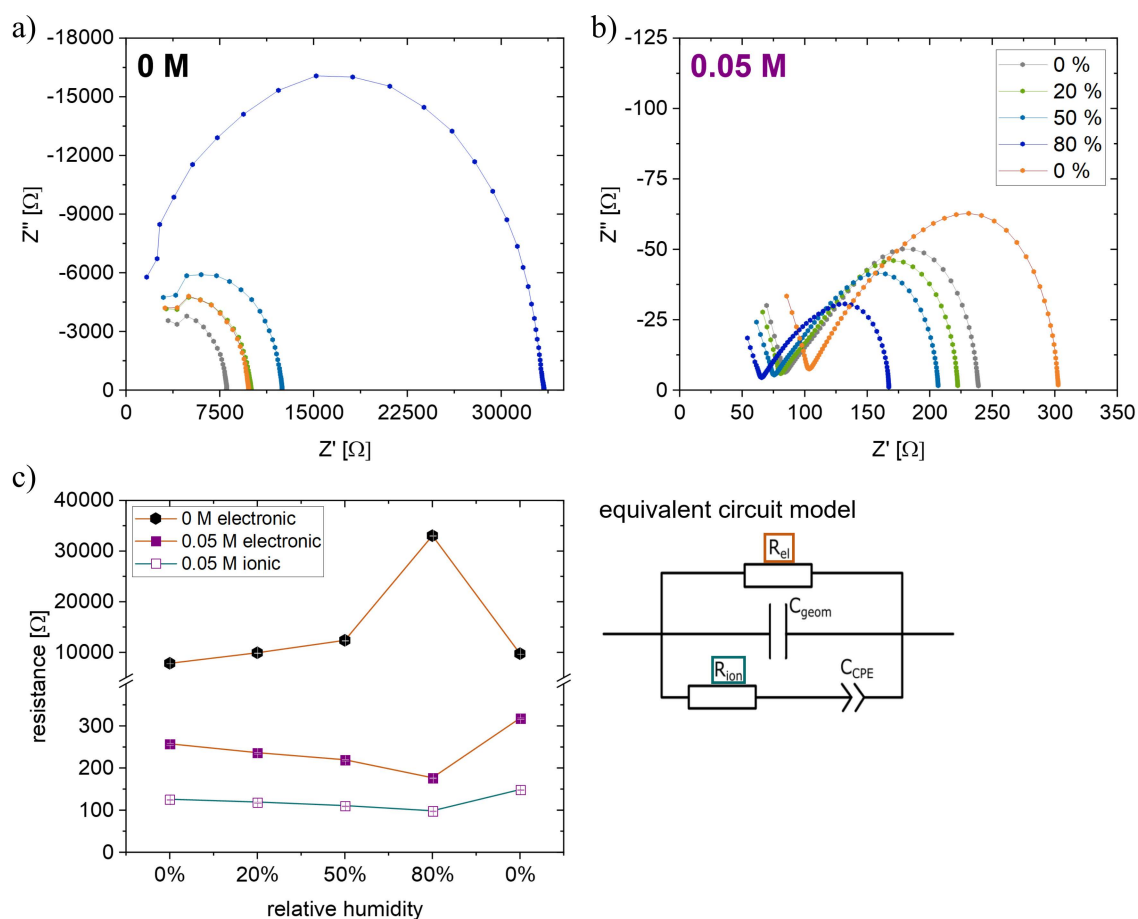 a)
0 M
-18000
-15000
-12000
-9000
-6000
-3000
0
Z'' [Ω]
0 7500 15000 22500 30000
Z' [Ω]
b)
0.05 M
-125
-100
-75
-50
-25
0
Z'' [Ω]
0 50 100 150 200 250 300 350
Z' [Ω]
0 %
20 %
50 %
80 %
0 %
c)
40000
30000
20000
10000
300
200
100
0
resistance [Ω]
0 M electronic
0.05 M electronic
0.05 M ionic
0% 20% 50% 80% 0%
relative humidity
equivalent circuit model
Rel
Cgeom
Rion
CCPE